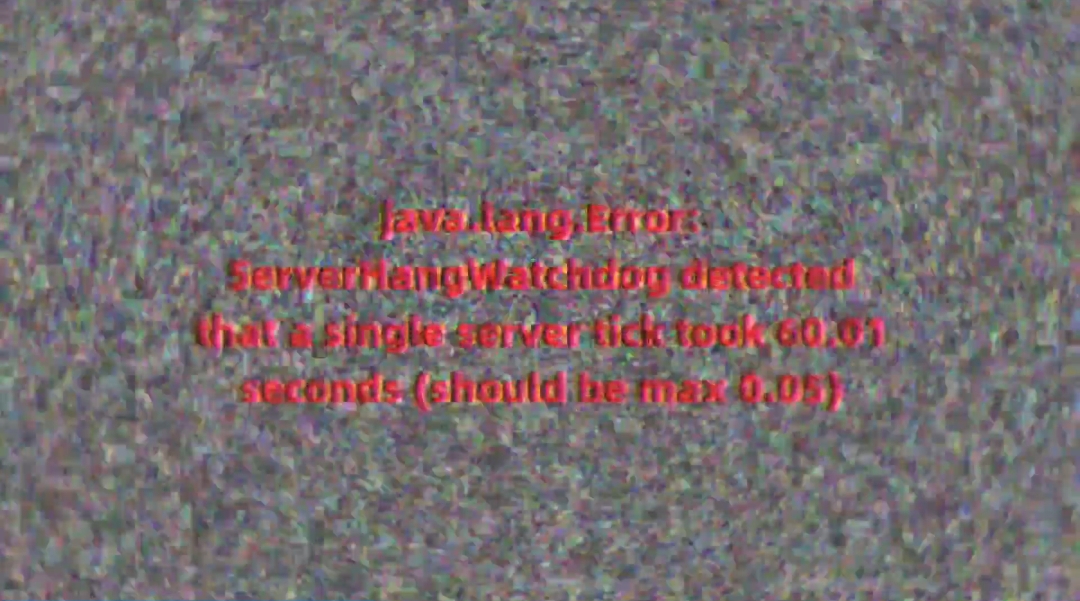 java.lang.Error:
ServerHangWatchdog detected
that a single server tick took 60.01
seconds (should be max 0.05)